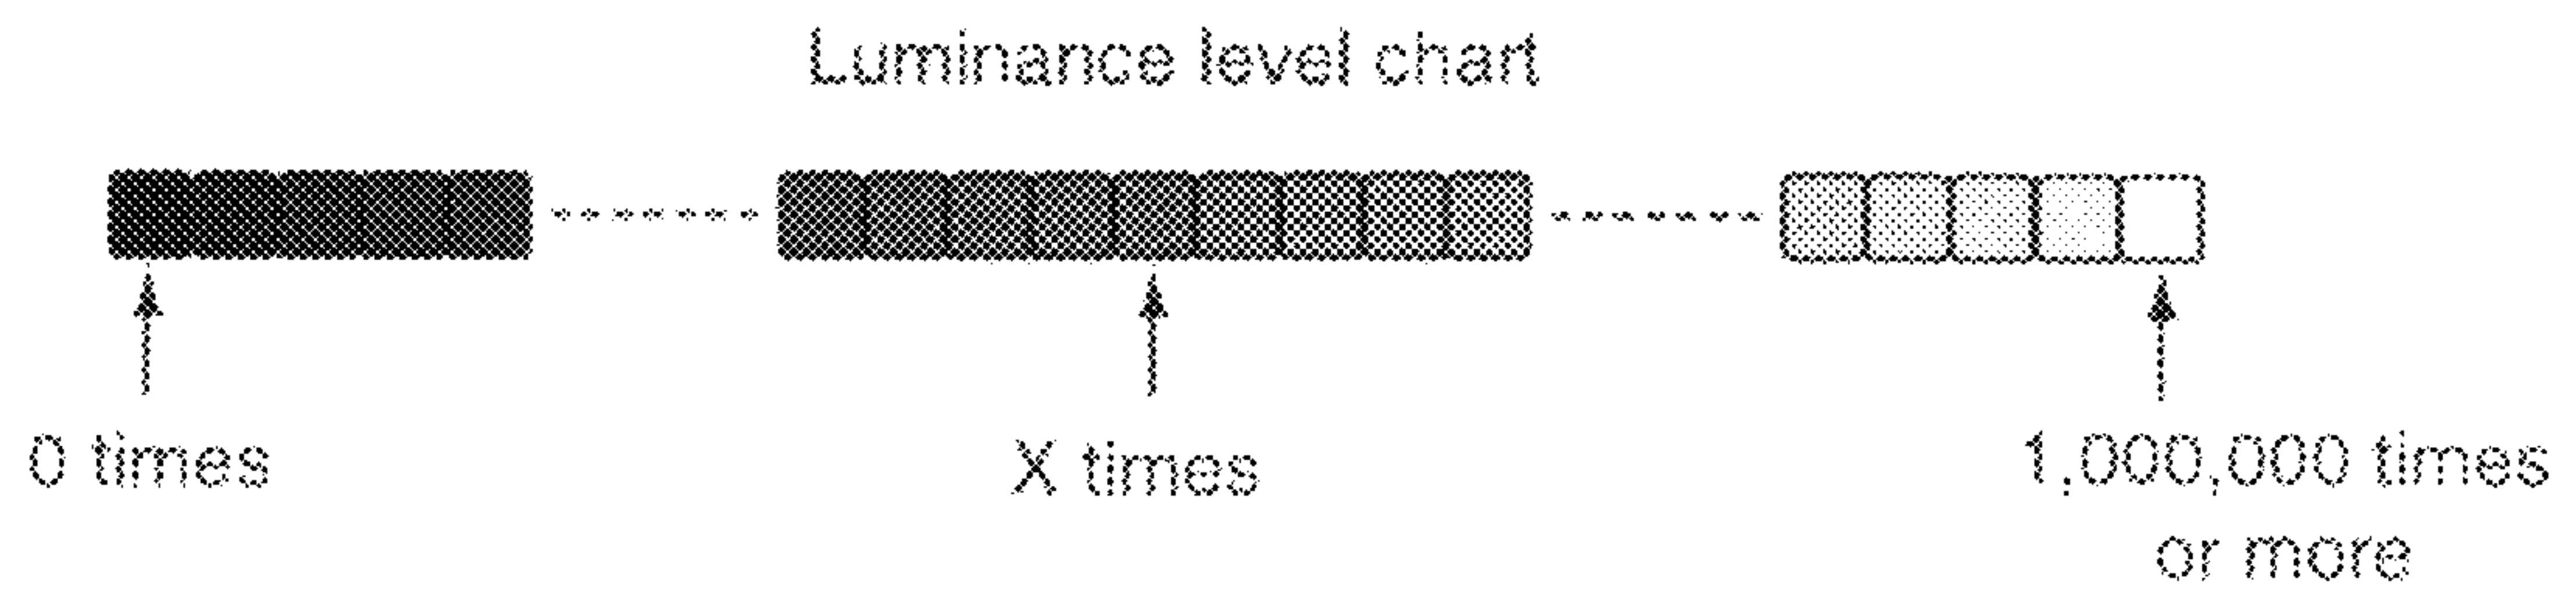 Luminance level chart
0 times
X times
1,000,000 times
or more